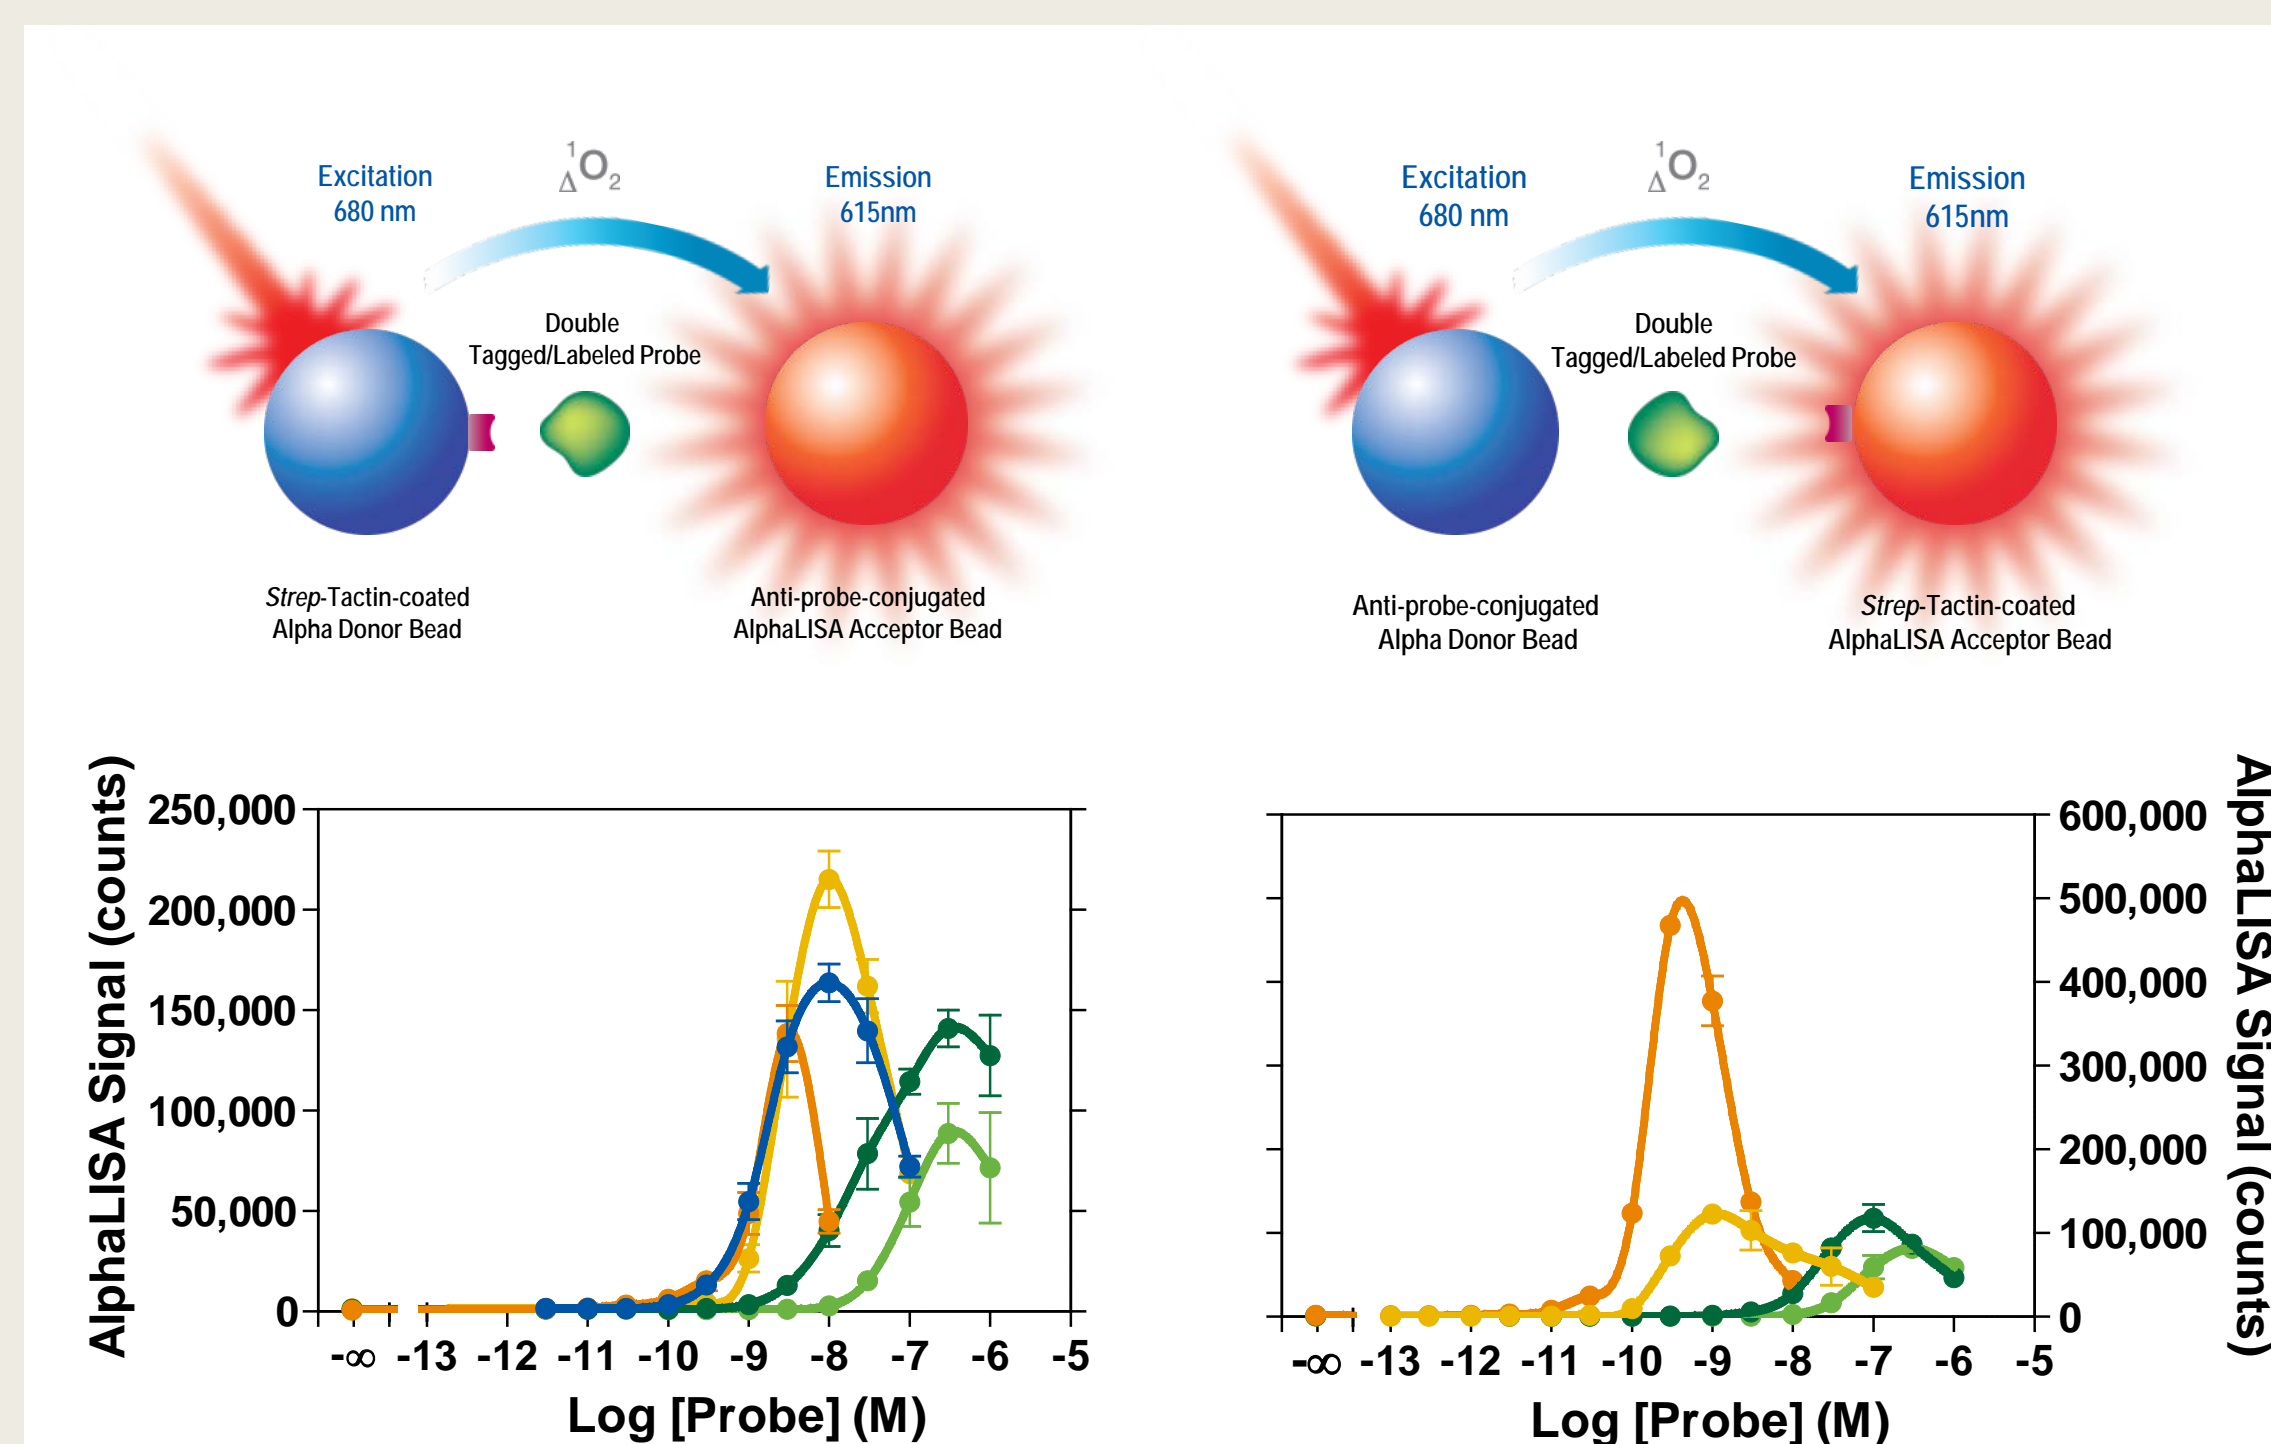 Excitation
680 nm
1
ΔO2
Emission
615nm
Double
Tagged/Labeled Probe
Strep-Tactin-coated
Alpha Donor Bead
Anti-probe-conjugated
AlphaLISA Acceptor Bead
Excitation
680 nm
1
ΔO2
Emission
615nm
Double
Tagged/Labeled Probe
Anti-probe-conjugated
Alpha Donor Bead
Strep-Tactin-coated
AlphaLISA Acceptor Bead
AlphaLISA Signal (counts)
250,000
200,000
150,000
100,000
50,000
0
-∞ -13 -12 -11 -10 -9 -8 -7 -6 -5
Log [Probe] (M)
600,000
500,000
400,000
300,000
200,000
100,000
0
AlphaLISA Signal (counts)
-∞ -13 -12 -11 -10 -9 -8 -7 -6 -5
Log [Probe] (M)